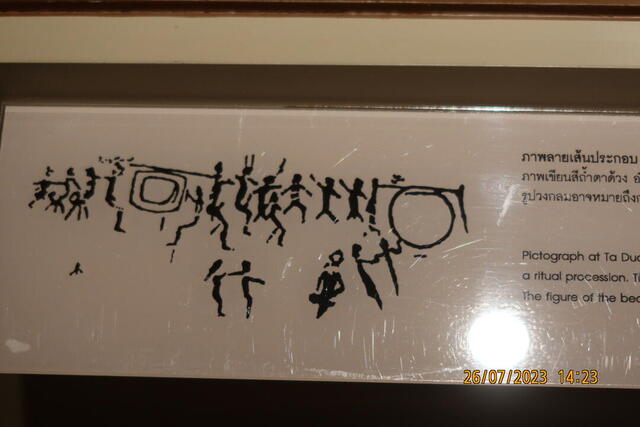 ภาพลายเส้นประกอบ
ภาพเขียนสีถ้ำตาด้วง
รูปวงกลมอาจหมายถึง
Pictograph at Ta
a ritual procession.
The figure of the
26/07/2023 14:23